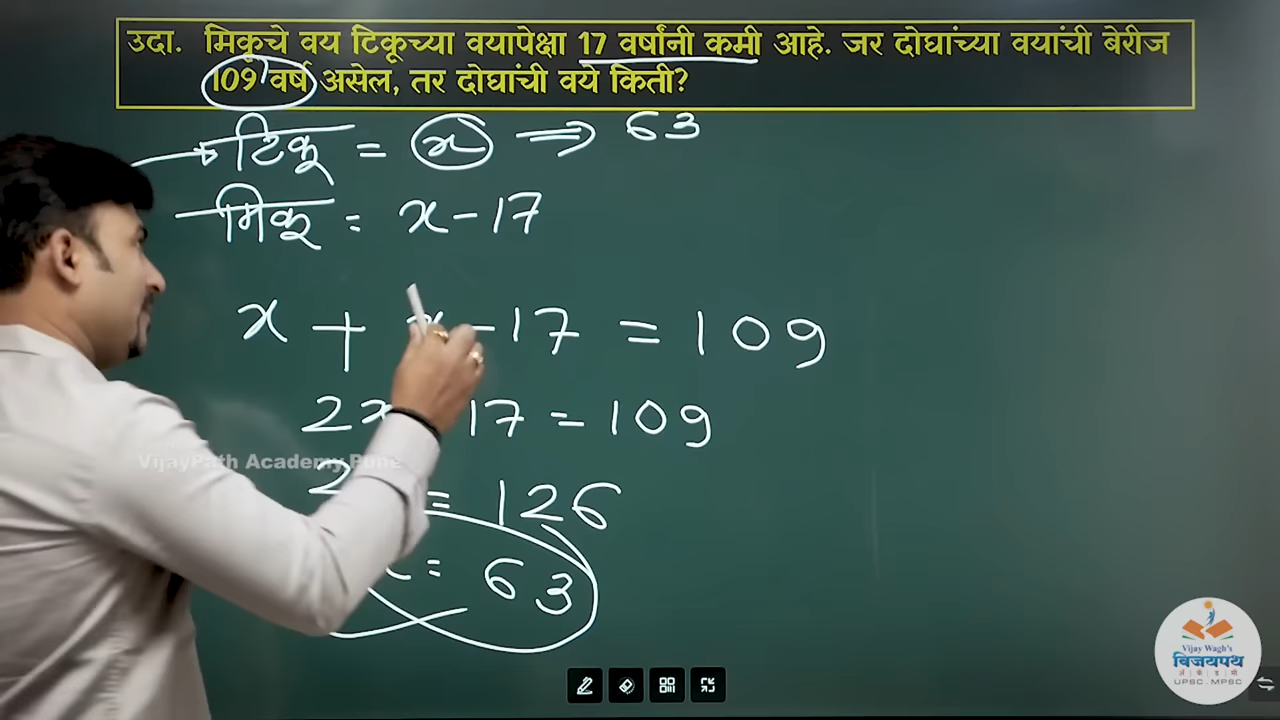 उदा. मिकूचे वय टिकूच्या वयापेक्षा 17 वर्षांनी कमी आहे. जर दोघांच्या वयांची बेरीज
109 वर्षे असेल, तर दोघांची वये किती?
टिकू = x ⇒ 63
मिकू = x - 17
x + x - 17 = 109
2x 17 = 109
2 = 126
= 63
VijayPath Academy Pune
Vijay Wagh's
विजयपथ
UPSC - MPSC